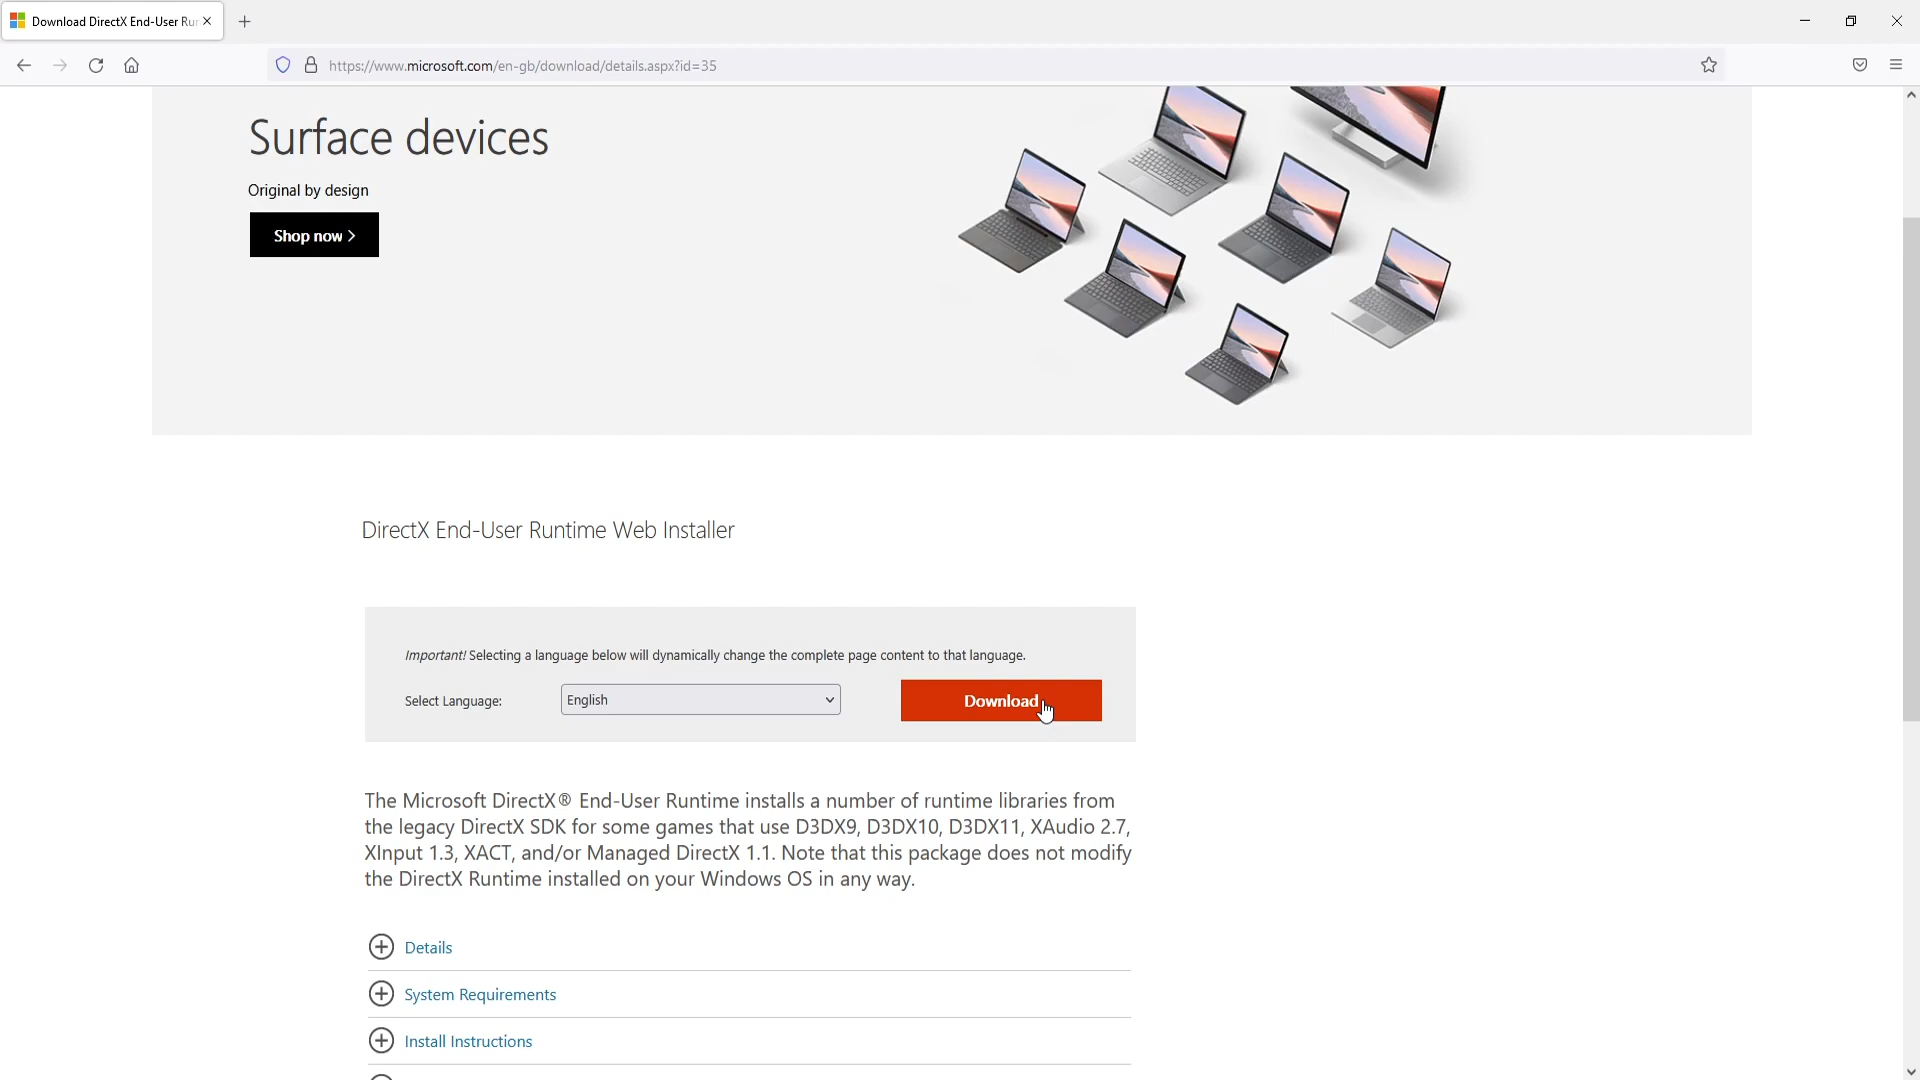 Download DirectX End-User Ru
https://www.microsoft.com/en-gb/download/details.aspx?id=35
Surface devices
Original by design
Shop now >
DirectX End-User Runtime Web Installer
Important! Selecting a language below will dynamically change the complete page content to that language.
Select Language:
English
Download
The Microsoft DirectX® End-User Runtime installs a number of runtime libraries from
the legacy DirectX SDK for some games that use D3DX9, D3DX10, D3DX11, XAudio 2.7,
XInput 1.3, XACT, and/or Managed DirectX 1.1. Note that this package does not modify
the DirectX Runtime installed on your Windows OS in any way.
Details
System Requirements
Install Instructions